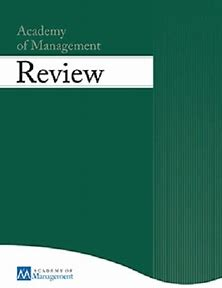 Academy
of Management
Review
ACADEMY OF
Management